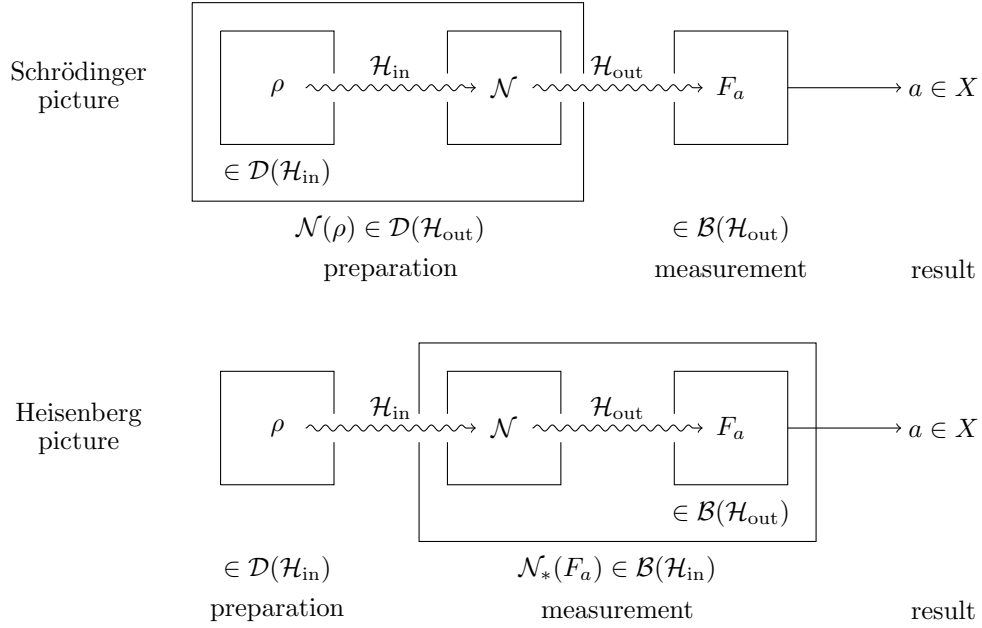 Schrödinger
picture
ρ
ℋ_in
𝒩
ℋ_out
F_a
a ∈ X
∈ 𝒟(ℋ_in)
𝒩(ρ) ∈ 𝒟(ℋ_out)
∈ ℬ(ℋ_out)
preparation
measurement
result
Heisenberg
picture
ρ
ℋ_in
𝒩
ℋ_out
F_a
a ∈ X
∈ ℬ(ℋ_out)
∈ 𝒟(ℋ_in)
𝒩_*(F_a) ∈ ℬ(ℋ_in)
preparation
measurement
result